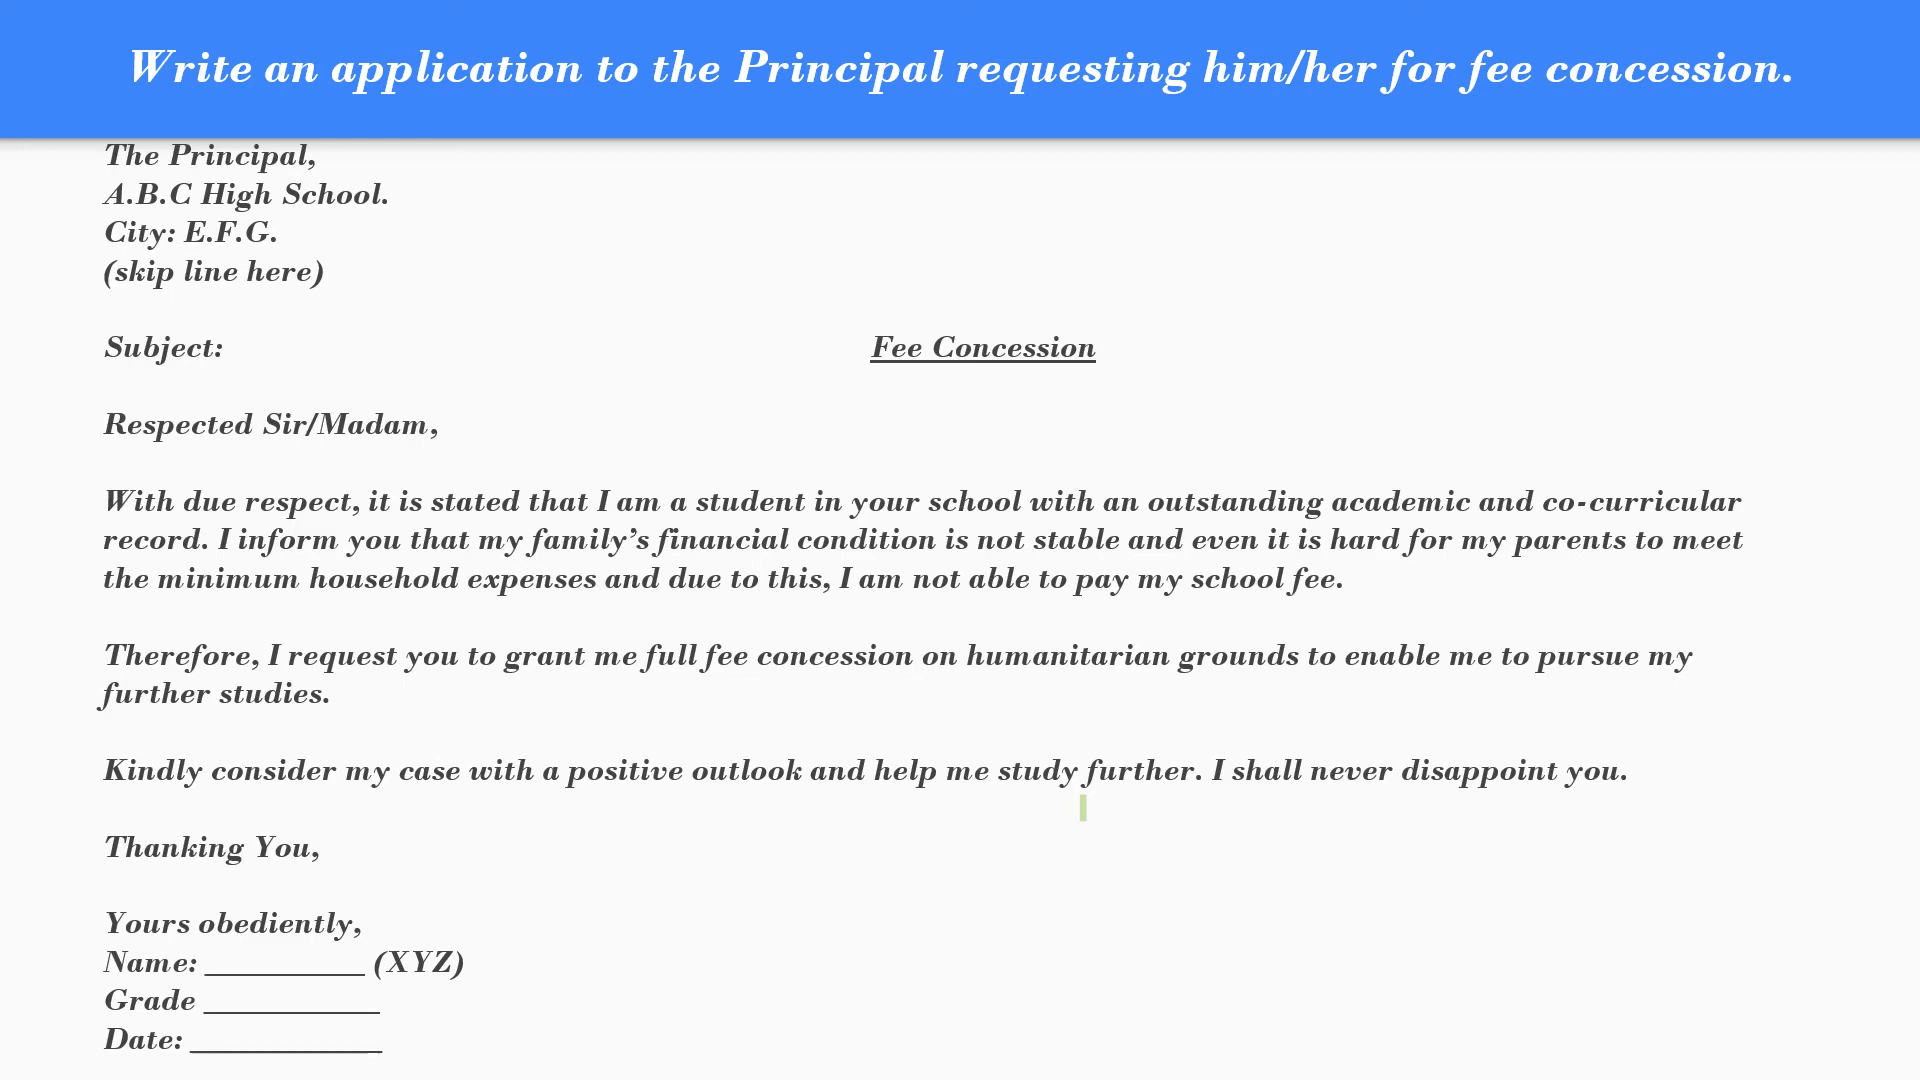 Write an application to the Principal requesting him/her for fee concession.
The Principal,
A.B.C High School.
City: E.F.G.
(skip line here)
Subject: Fee Concession
Respected Sir/Madam,
With due respect, it is stated that I am a student in your school with an outstanding academic and co-curricular
record. I inform you that my family’s financial condition is not stable and even it is hard for my parents to meet
the minimum household expenses and due to this, I am not able to pay my school fee.
Therefore, I request you to grant me full fee concession on humanitarian grounds to enable me to pursue my
further studies.
Kindly consider my case with a positive outlook and help me study further. I shall never disappoint you.
Thanking You,
Yours obediently,
Name: __________ (XYZ)
Grade ___________
Date: ____________